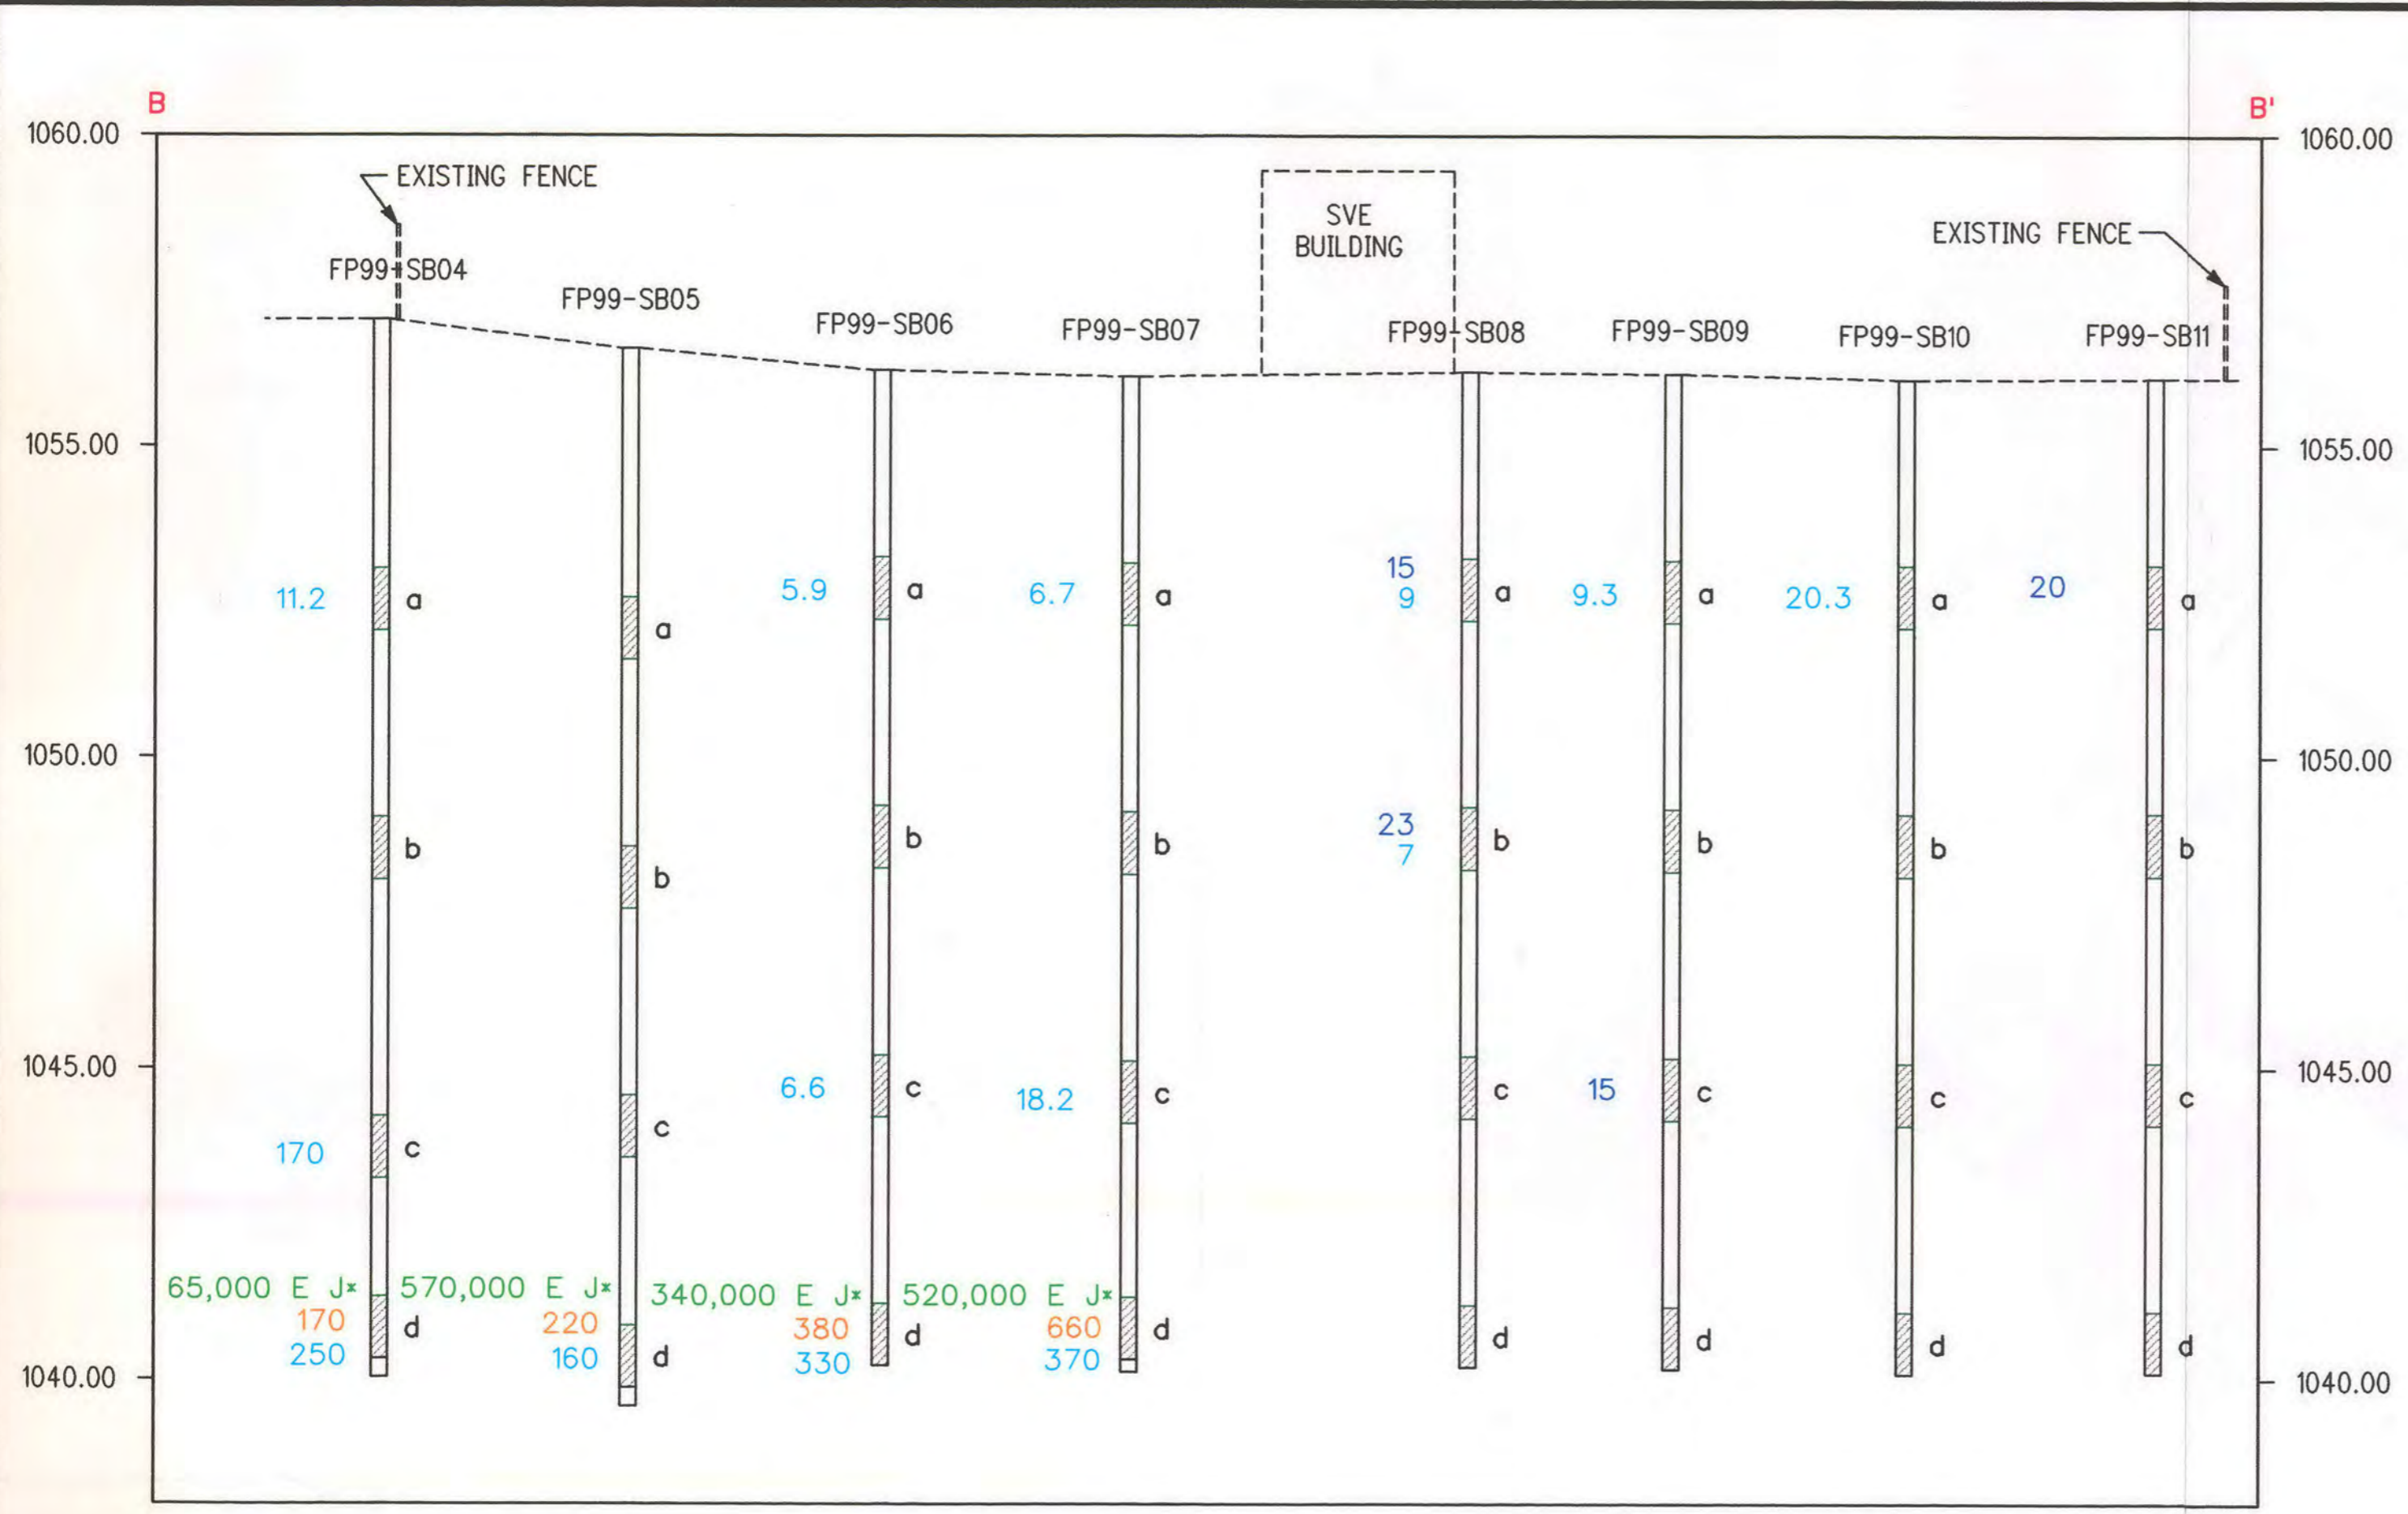 B
B'
1060.00
1060.00
EXISTING FENCE
SVE
BUILDING
EXISTING FENCE
FP99-SB04
FP99-SB05
FP99-SB06
FP99-SB07
FP99-SB08
FP99-SB09
FP99-SB10
FP99-SB11
1055.00
1055.00
11.2
a
a
5.9
a
6.7
a
15
9
a
9.3
a
20.3
a
20
a
1050.00
1050.00
b
b
b
b
23
7
b
b
b
b
1045.00
1045.00
170
c
c
6.6
c
18.2
c
c
15
c
c
c
65,000 E J*
170
250
d
570,000 E J*
220
160
d
340,000 E J*
380
330
d
520,000 E J*
660
370
d
d
d
d
d
1040.00
1040.00